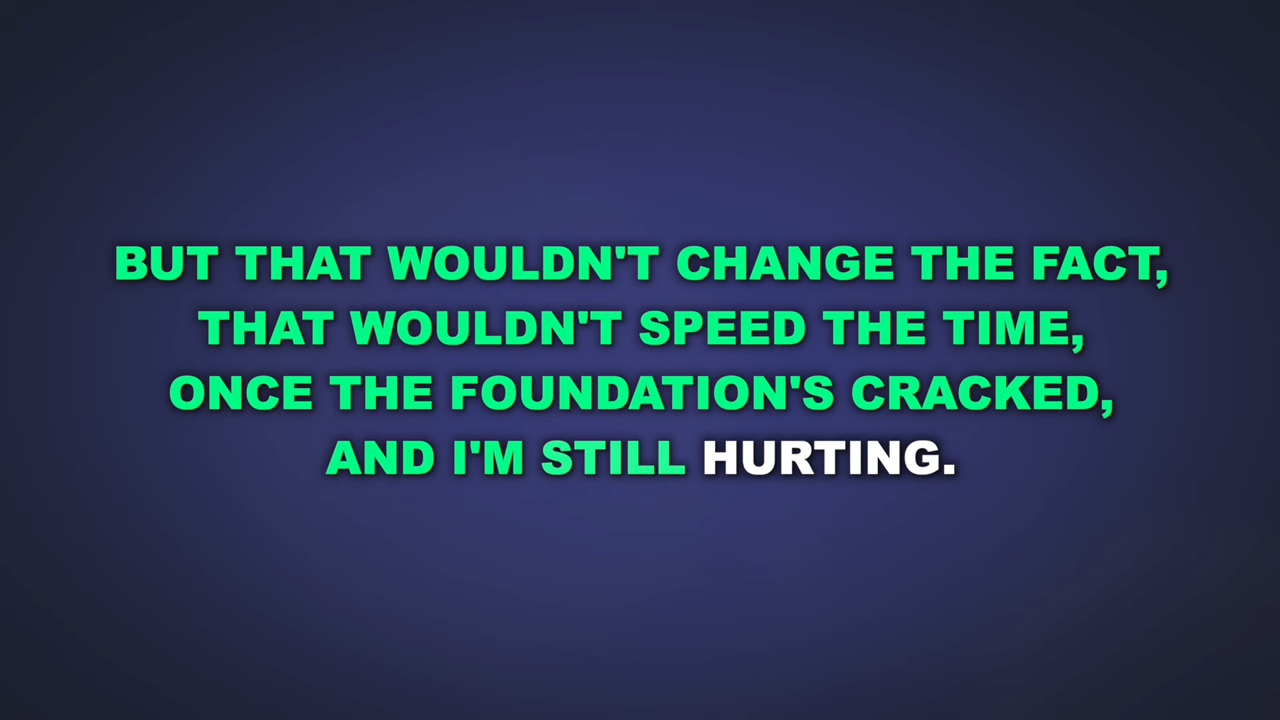 BUT THAT WOULDN'T CHANGE THE FACT,
THAT WOULDN'T SPEED THE TIME,
ONCE THE FOUNDATION'S CRACKED,
AND I'M STILL HURTING.